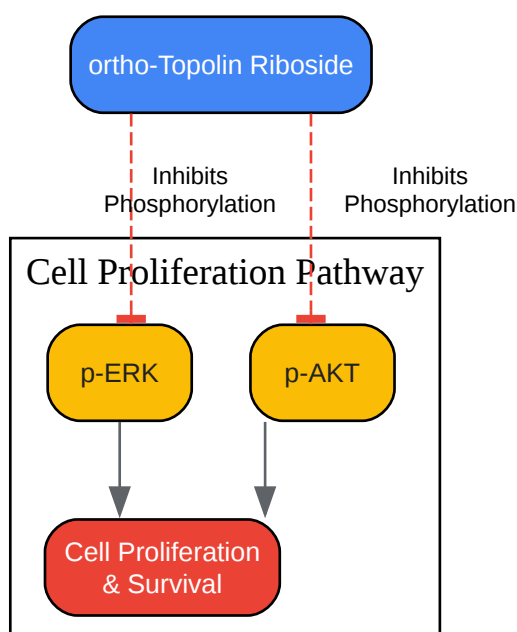 ortho-Topolin Riboside
Inhibits
Phosphorylation
Inhibits
Phosphorylation
Cell Proliferation Pathway
p-ERK
p-AKT
Cell Proliferation
& Survival